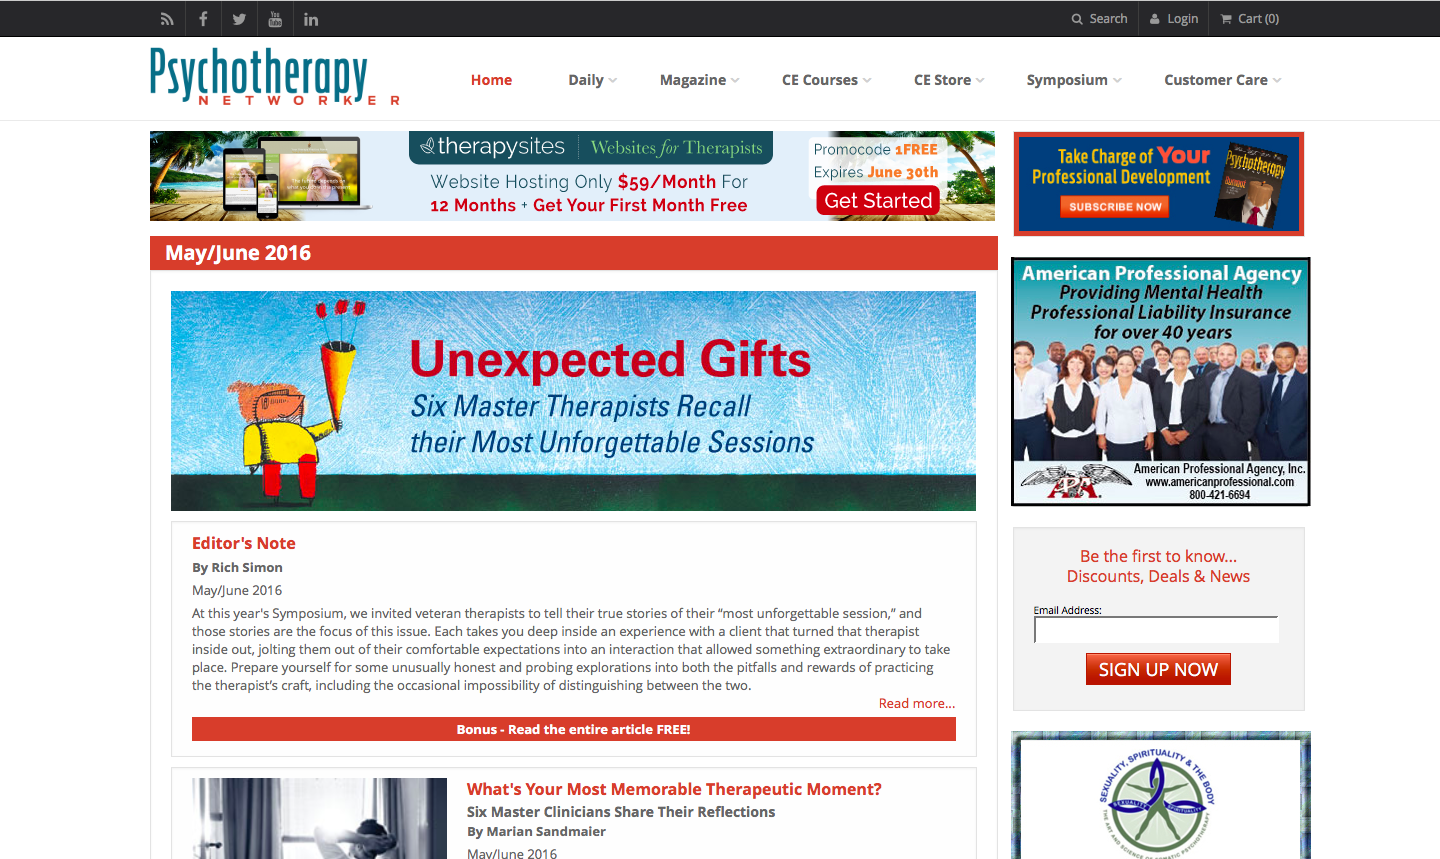 Search
Login
Cart (0)
Psychotherapy
NETWORKER
Home
Daily
Magazine
CE Courses
CE Store
Symposium
Customer Care
therapysites
Websites for Therapists
Website Hosting Only $59/Month For
12 Months + Get Your First Month Free
Promocode 1FREE
Expires June 30th
Get Started
Take Charge of Your
Professional Development
SUBSCRIBE NOW
Psychotherapy
May/June 2016
Unexpected Gifts
Six Master Therapists Recall
their Most Unforgettable Sessions
American Professional Agency
Providing Mental Health
Professional Liability Insurance
for over 40 years
A.P.A.
American Professional Agency, Inc.
www.americanprofessional.com
800-421-6694
Editor's Note
By Rich Simon
May/June 2016
At this year's Symposium, we invited veteran therapists to tell their true stories of their “most unforgettable session,” and
those stories are the focus of this issue. Each takes you deep inside an experience with a client that turned that therapist
inside out, jolting them out of their comfortable expectations into an interaction that allowed something extraordinary to take
place. Prepare yourself for some unusually honest and probing explorations into both the pitfalls and rewards of practicing
the therapist’s craft, including the occasional impossibility of distinguishing between the two.
Read more...
Bonus - Read the entire article FREE!
Be the first to know...
Discounts, Deals & News
Email Address:
SIGN UP NOW
What's Your Most Memorable Therapeutic Moment?
Six Master Clinicians Share Their Reflections
By Marian Sandmaier
May/June 2016
SEXUALITY, SPIRITUALITY & THE BODY
SEXUALITY
SPIRITUALITY